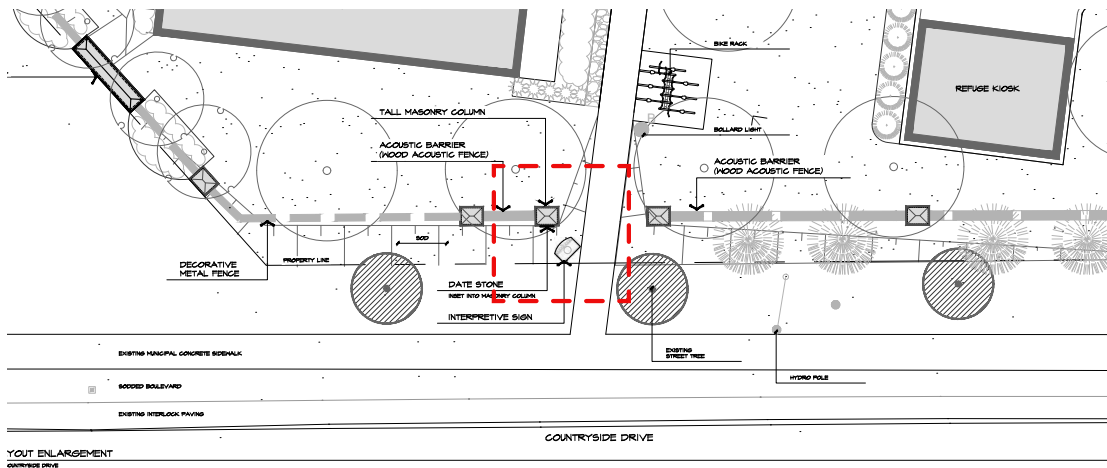 BIKE RACK
REFUSE KIOSK
TALL MASONRY COLUMN
BOLLARD LIGHT
ACOUSTIC BARRIER
(WOOD ACOUSTIC FENCE)
ACOUSTIC BARRIER
(WOOD ACOUSTIC FENCE)
SOD
PROPERTY LINE
DECORATIVE
METAL FENCE
DATE STONE
INSET INTO MASONRY COLUMN
INTERPRETIVE SIGN
EXISTING
STREET TREE
EXISTING MUNICIPAL CONCRETE SIDEWALK
HYDRO POLE
SODDED BOULEVARD
EXISTING INTERLOCK PAVING
COUNTRYSIDE DRIVE
YOUT ENLARGEMENT
COUNTRYSIDE DRIVE